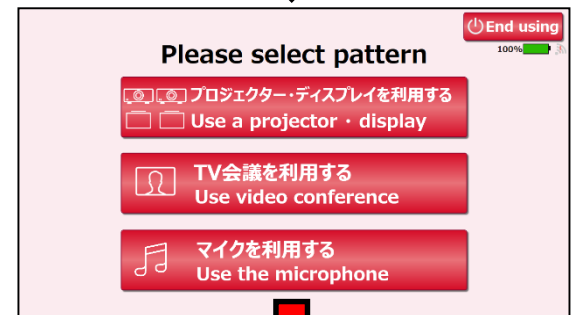 End using
100%
Please select pattern
プロジェクター・ディスプレイを利用する
Use a projector・display
TV会議を利用する
Use video conference
マイクを利用する
Use the microphone